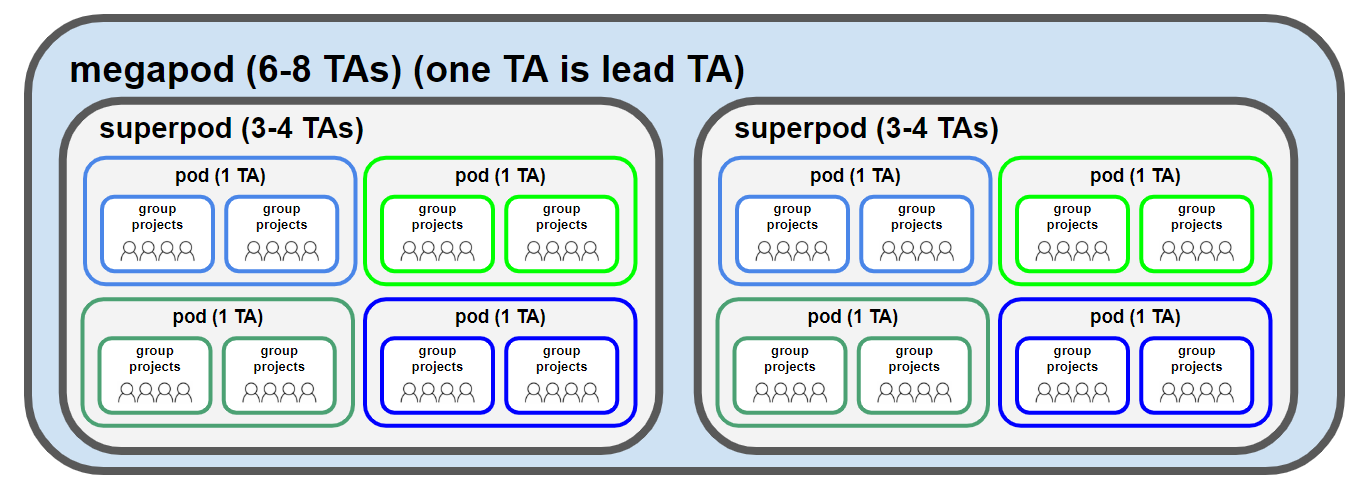 megapod (6-8 TAs) (one TA is lead TA)
superpod (3-4 TAs)
pod (1 TA)
group
projects
group
projects
pod (1 TA)
group
projects
group
projects
pod (1 TA)
group
projects
group
projects
pod (1 TA)
group
projects
group
projects
superpod (3-4 TAs)
pod (1 TA)
group
projects
group
projects
pod (1 TA)
group
projects
group
projects
pod (1 TA)
group
projects
group
projects
pod (1 TA)
group
projects
group
projects